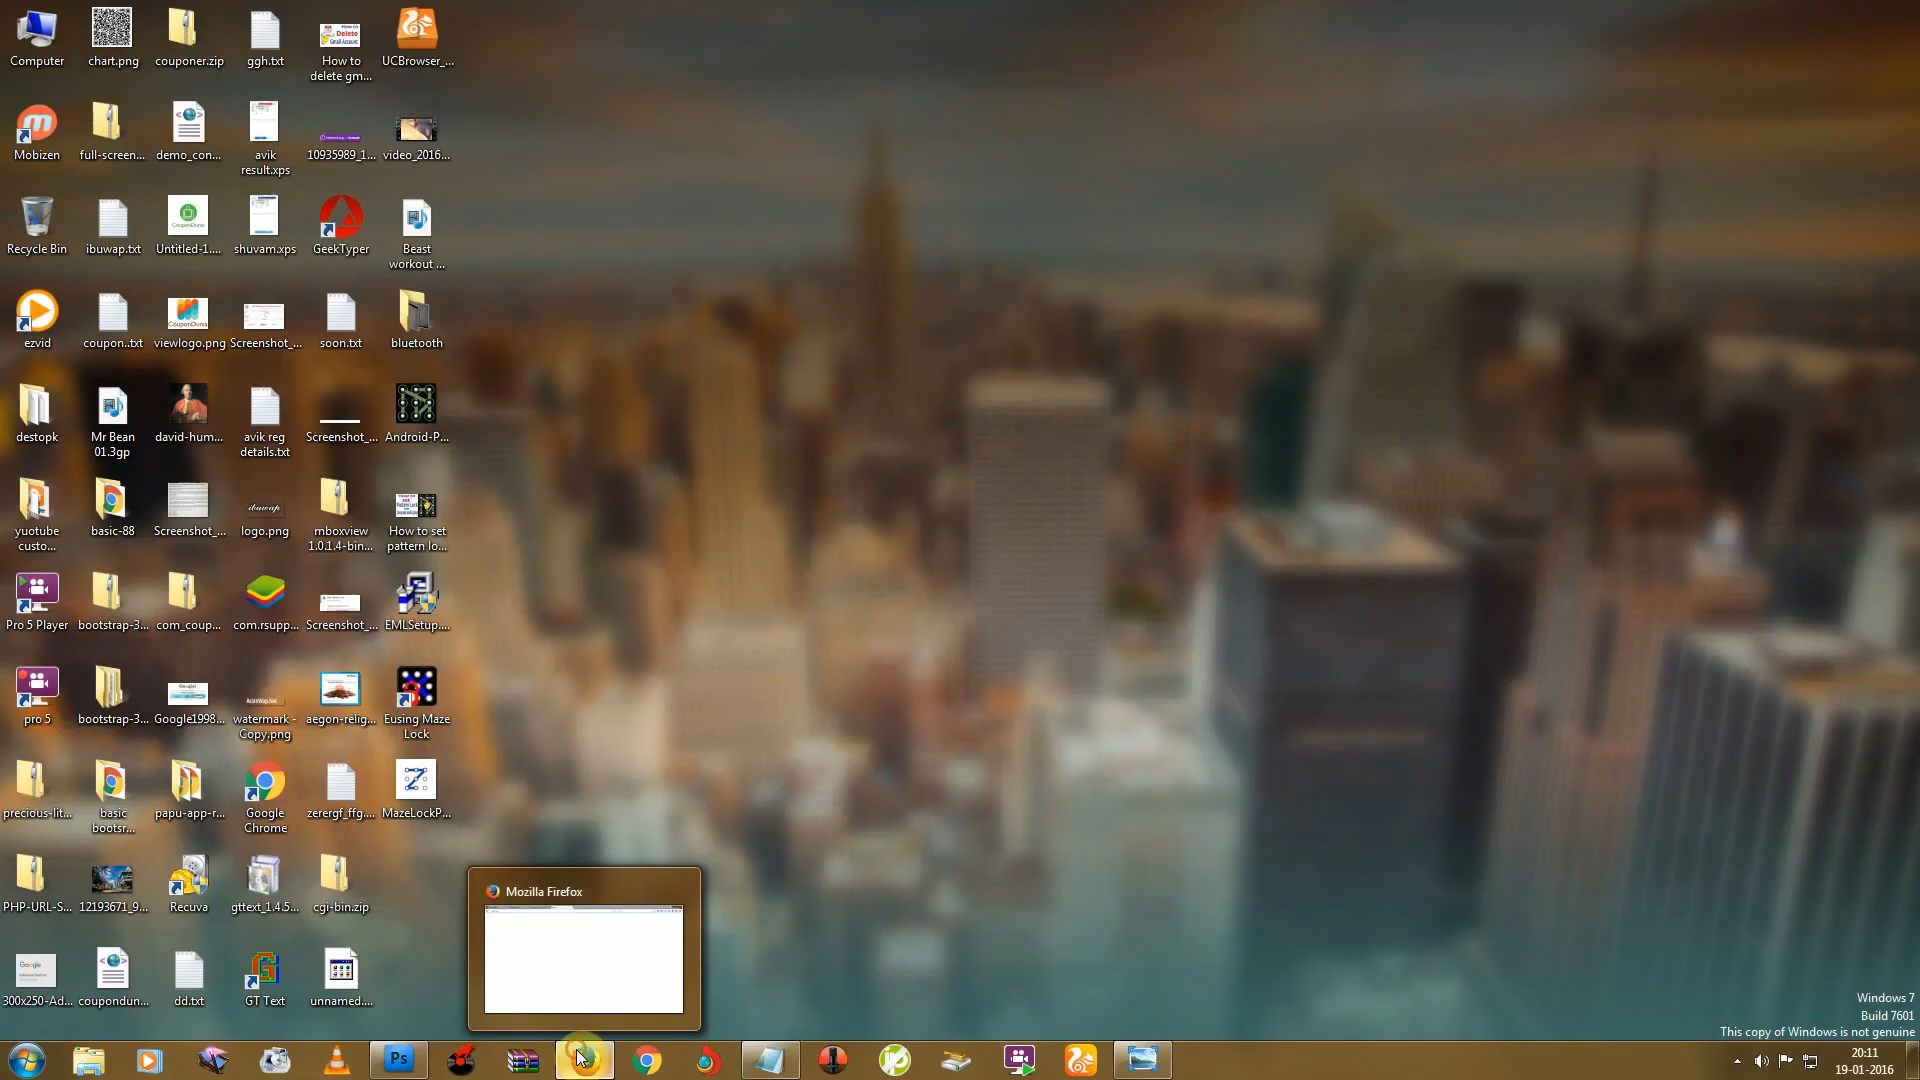 Computer
chart.png
couponer.zip
ggh.txt
How to
delete gm...
UCBrowser_...
Mobizen
full-screen...
demo_con...
avik
result.xps
10935989_1...
video_2016...
Recycle Bin
ibuwap.txt
Untitled-1....
shuvam.xps
GeekTyper
Beast
workout ...
ezvid
coupon..txt
viewlogo.png
Screenshot_...
soon.txt
bluetooth
destopk
Mr Bean
01.3gp
david-hum...
avik reg
details.txt
Screenshot_...
Android-P...
yuotube
custo...
basic-88
Screenshot_...
logo.png
mboxview
1.0.1.4-bin...
How to set
pattern lo...
Pro 5 Player
bootstrap-3...
com_coup...
com.rsupp...
Screenshot_...
EMLSetup....
pro 5
bootstrap-3...
Google1998...
watermark -
Copy.png
aegon-relig...
Eusing Maze
Lock
precious-lit...
basic
bootsr...
papu-app-r...
Google
Chrome
zerergf_ffg....
MazeLockP...
PHP-URL-S...
12193671_9...
Recuva
gttext_1.4.5...
cgi-bin.zip
Mozilla Firefox
300x250-Ad...
coupondun...
dd.txt
GT Text
unnamed....
Windows 7
Build 7601
This copy of Windows is not genuine
Ps
20:11
19-01-2016